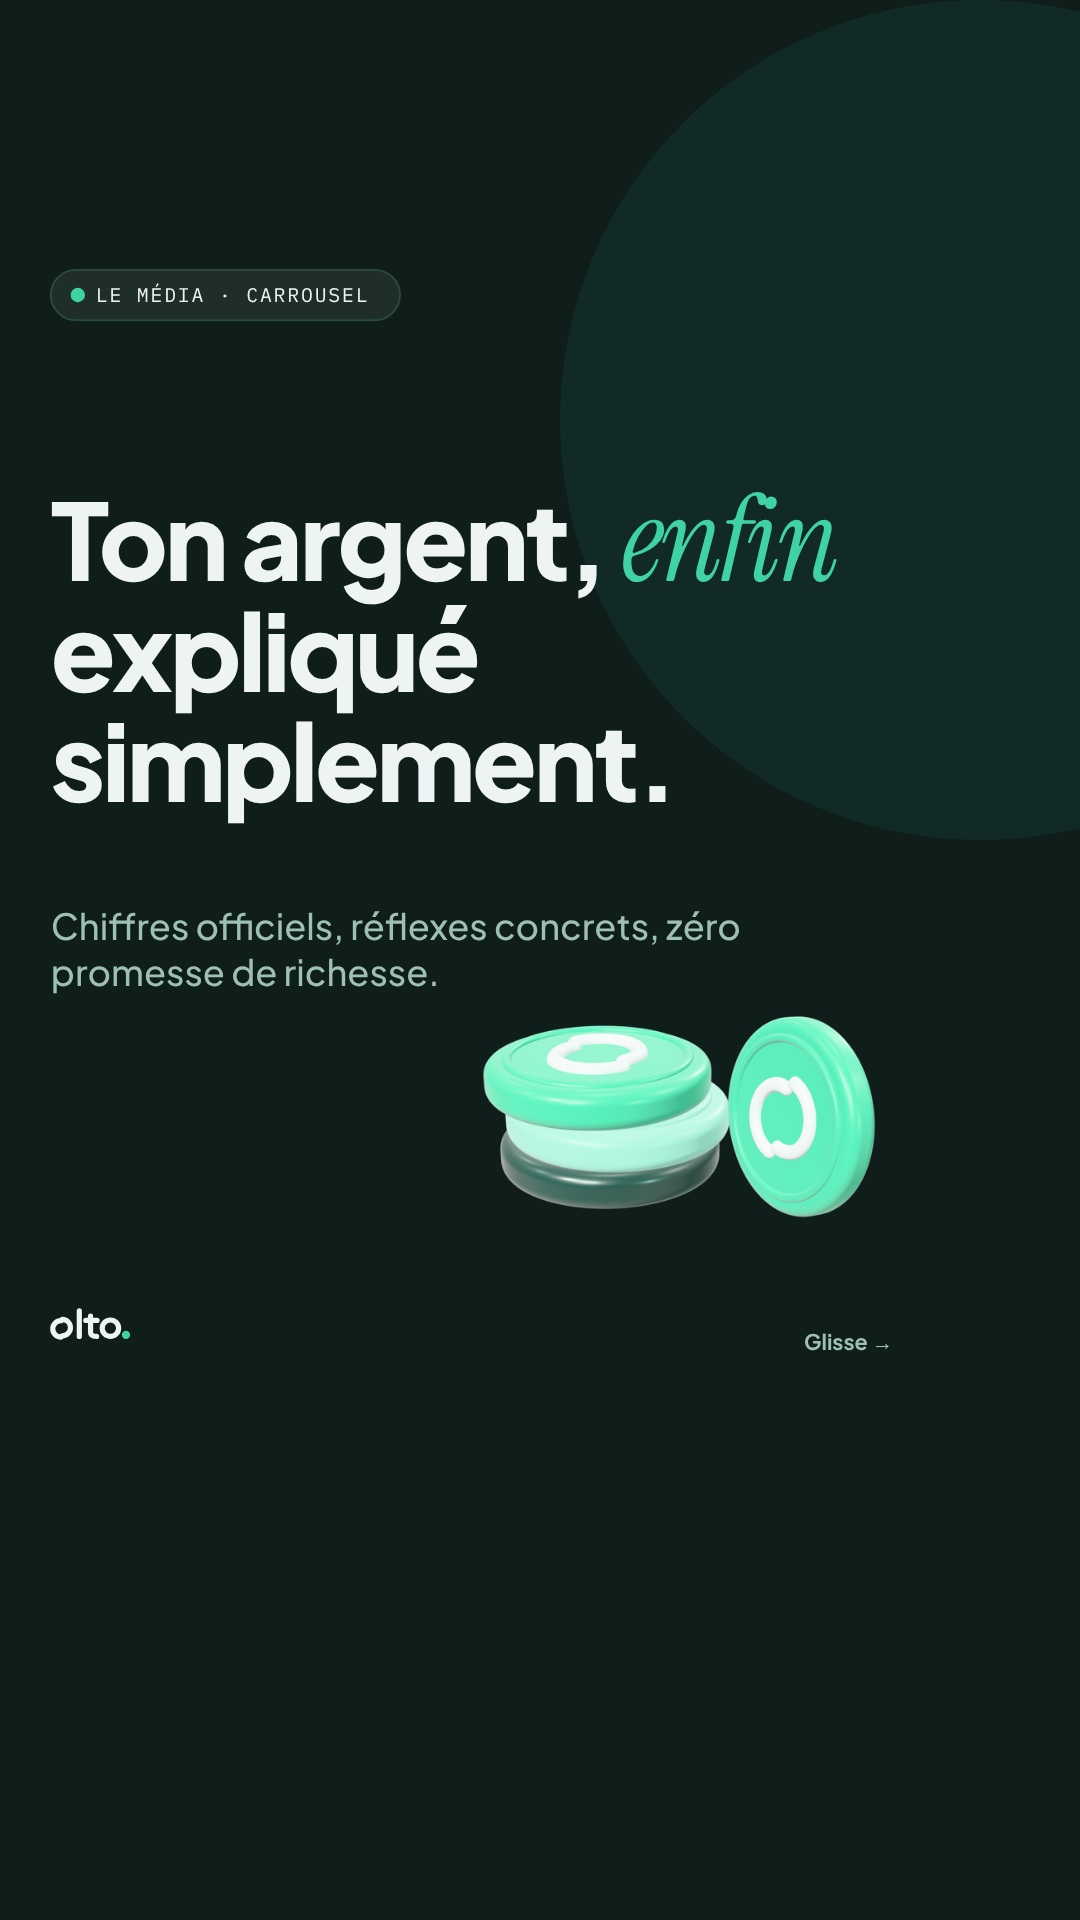 LE MÉDIA · CARROUSEL
Ton argent, enfin
expliqué
simplement.
Chiffres officiels, réflexes concrets, zéro
promesse de richesse.
olto.
Glisse →